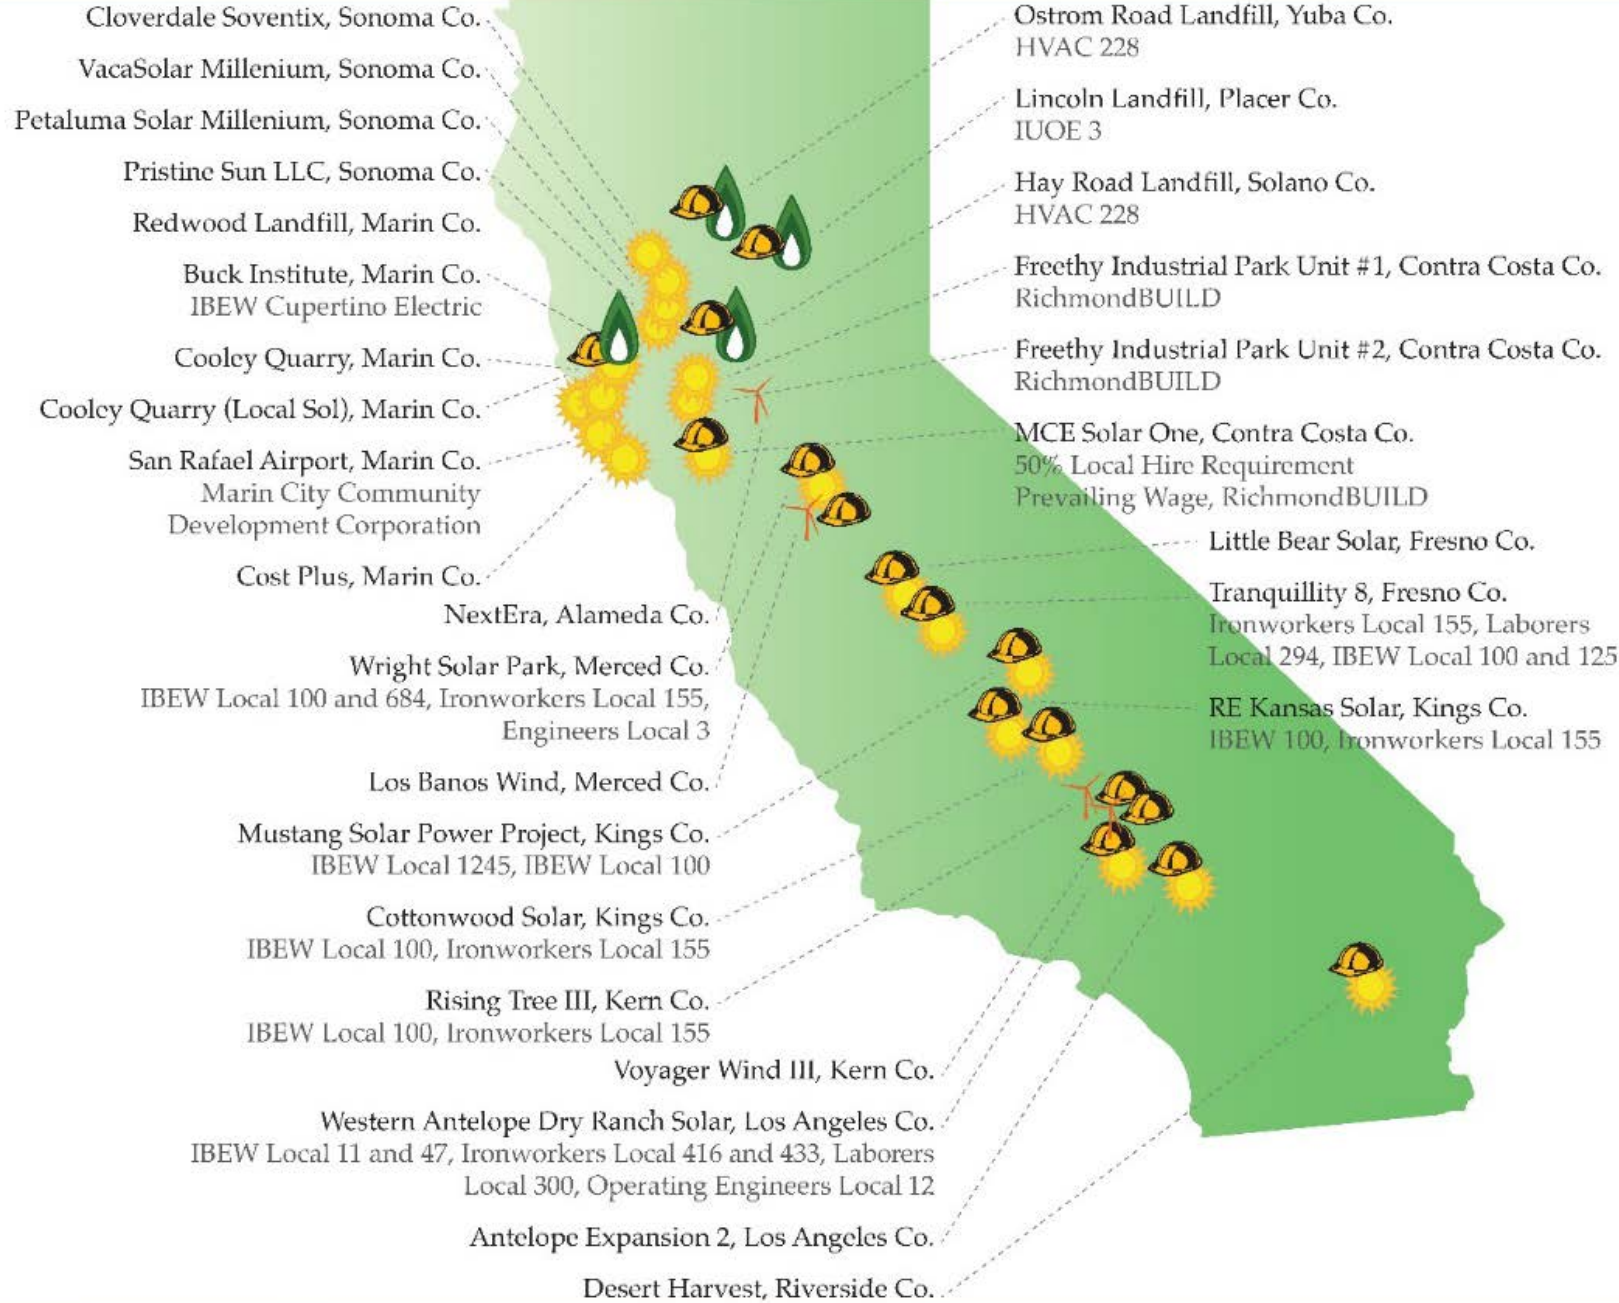 Cloverdale Soventix, Sonoma Co.
VacaSolar Millenium, Sonoma Co.
Petaluma Solar Millenium, Sonoma Co.
Pristine Sun LLC, Sonoma Co.
Redwood Landfill, Marin Co.
Buck Institute, Marin Co.
IBEW Cupertino Electric
Cooley Quarry, Marin Co.
Cooley Quarry (Local Sol), Marin Co.
San Rafael Airport, Marin Co.
Marin City Community
Development Corporation
Cost Plus, Marin Co.
NextEra, Alameda Co.
Wright Solar Park, Merced Co.
IBEW Local 100 and 684, Ironworkers Local 155,
Engineers Local 3
Los Banos Wind, Merced Co.
Mustang Solar Power Project, Kings Co.
IBEW Local 1245, IBEW Local 100
Cottonwood Solar, Kings Co.
IBEW Local 100, Ironworkers Local 155
Rising Tree III, Kern Co.
IBEW Local 100, Ironworkers Local 155
Voyager Wind III, Kern Co.
Western Antelope Dry Ranch Solar, Los Angeles Co.
IBEW Local 11 and 47, Ironworkers Local 416 and 433, Laborers
Local 300, Operating Engineers Local 12
Antelope Expansion 2, Los Angeles Co.
Desert Harvest, Riverside Co.
Ostrom Road Landfill, Yuba Co.
HVAC 228
Lincoln Landfill, Placer Co.
IUOE 3
Hay Road Landfill, Solano Co.
HVAC 228
Freethy Industrial Park Unit #1, Contra Costa Co.
RichmondBUILD
Freethy Industrial Park Unit #2, Contra Costa Co.
RichmondBUILD
MCE Solar One, Contra Costa Co.
50% Local Hire Requirement
Prevailing Wage, RichmondBUILD
Little Bear Solar, Fresno Co.
Tranquillity 8, Fresno Co.
Ironworkers Local 155, Laborers
Local 294, IBEW Local 100 and 125
RE Kansas Solar, Kings Co.
IBEW 100, Ironworkers Local 155